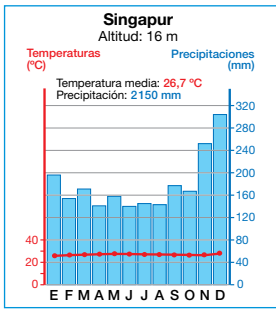 Singapur
Altitud: 16 m
Temperaturas
(ºC)
Precipitaciones
(mm)
Temperatura media: 26,7 ºC
Precipitación: 2150 mm
320
280
240
200
160
120
40 80
20 40
0 0
E F M A M J J A S O N D